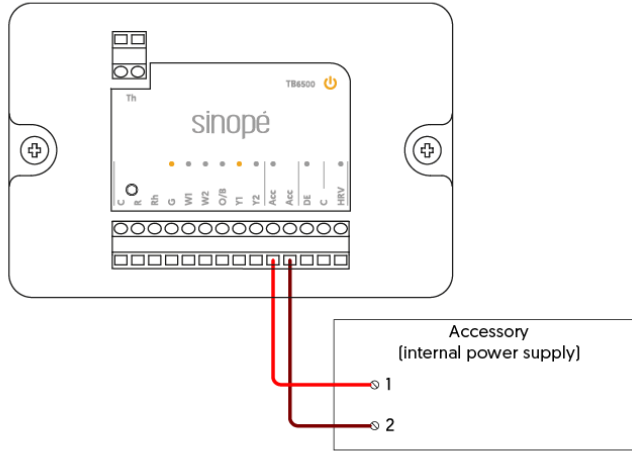 TB6500
Th
sinopé
C R Rh G W1 W2 O/B Y1 Y2 Acc Acc DE C HRV
Accessory
(internal power supply)
1
2